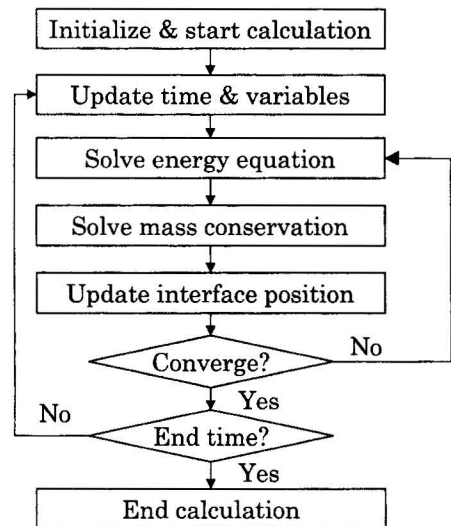 Initialize & start calculation
Update time & variables
Solve energy equation
Solve mass conservation
Update interface position
Converge?
No
Yes
No
End time?
Yes
End calculation